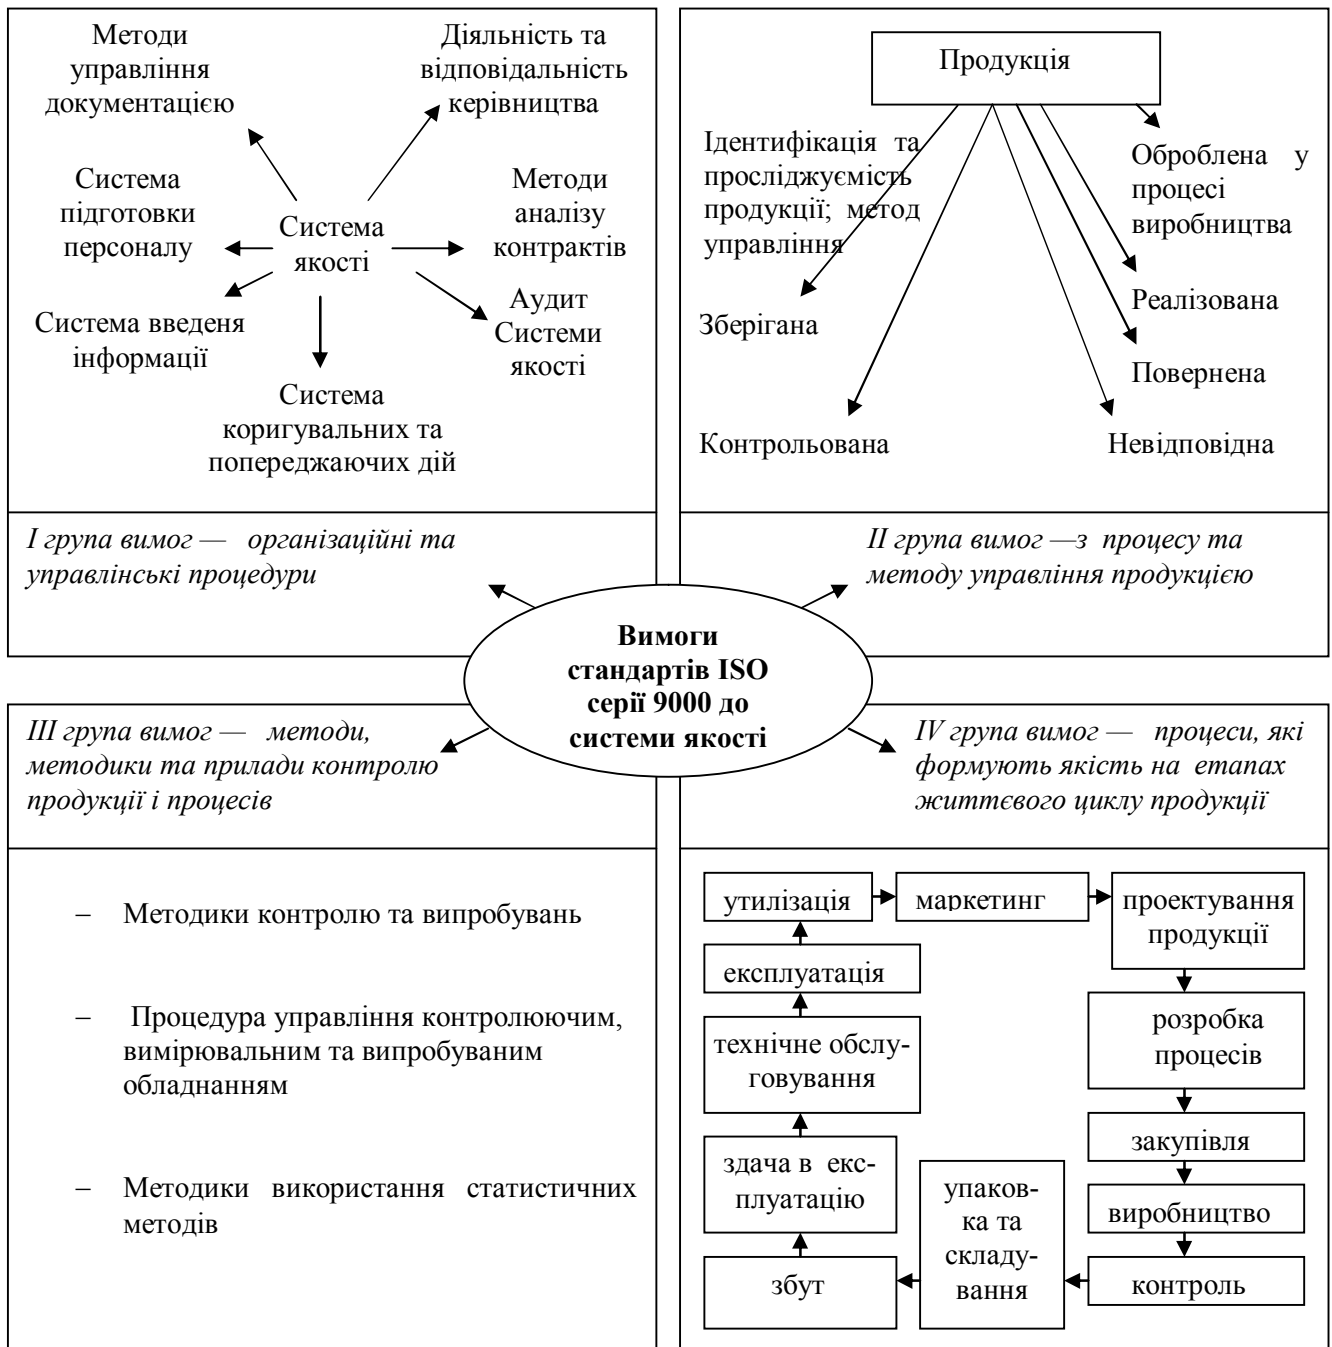 Методи
управління
документацією
Діяльність та
відповідальність
керівництва
Система
підготовки
персоналу
Система
якості
Методи
аналізу
контрактів
Система введеня
інформації
Аудит
Системи
якості
Система
коригувальних та
попереджаючих дій
I група вимог — організаційні та
управлінські процедури
Продукція
Ідентифікація та
просліджуємість
продукції; метод
управління
Оброблена у
процесі
виробництва
Зберігана
Реалізована
Повернена
Контрольована
Невідповідна
II група вимог —з процесу та
методу управління продукцією
Вимоги
стандартів ISO
серії 9000 до
системи якості
III група вимог — методи,
методики та прилади контролю
продукції і процесів
– Методики контролю та випробувань
– Процедура управління контролюючим,
вимірювальним та випробуваним
обладнанням
– Методики використання статистичних
методів
IV група вимог — процеси, які
формують якість на етапах
життєвого циклу продукції
утилізація
маркетинг
проектування
продукції
експлуатація
розробка
процесів
технічне обслу-
говування
закупівля
здача в екс-
плуатацію
упаков-
ка та
складу-
вання
виробництво
збут
контроль